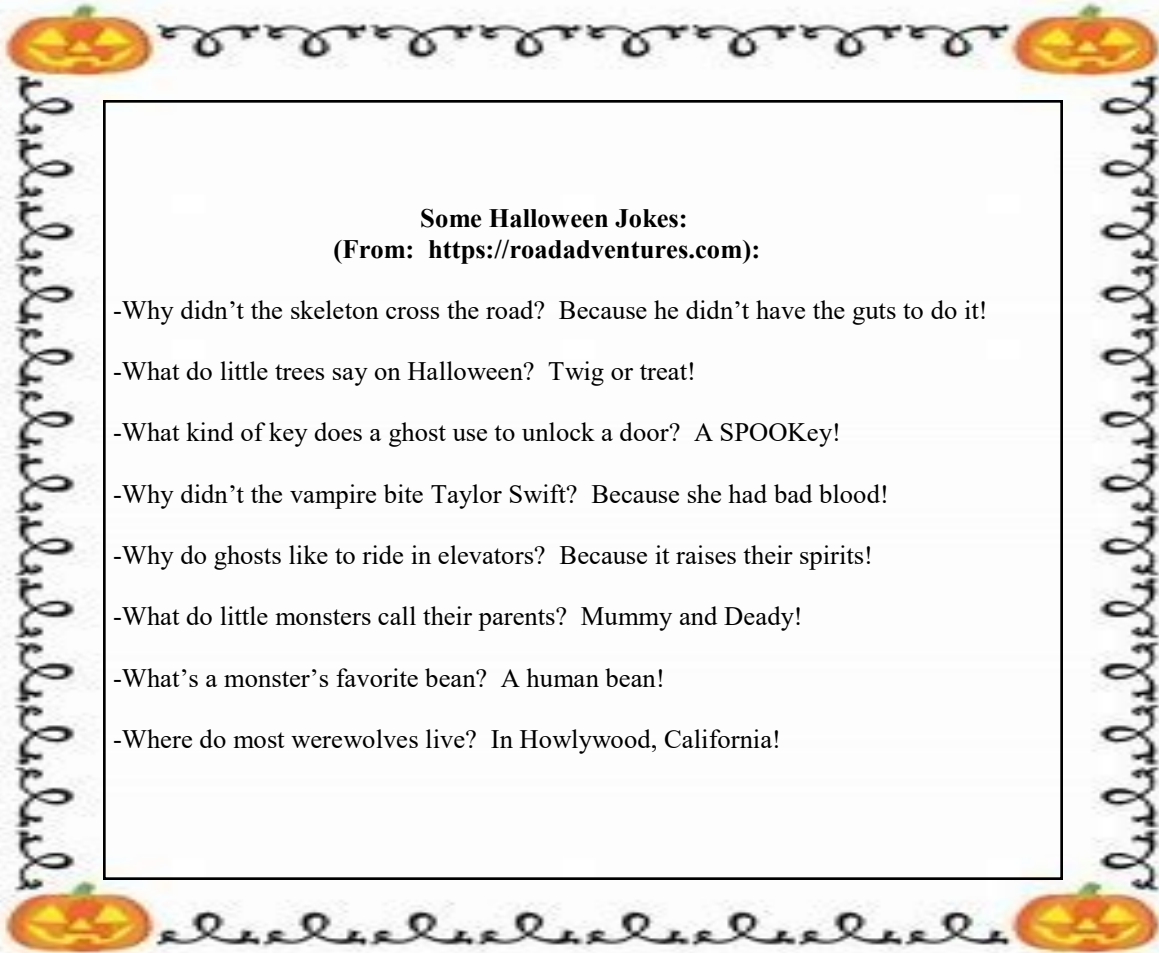 Some Halloween Jokes:
(From:  https://roadadventures.com):
-Why didn’t the skeleton cross the road?  Because he didn’t have the guts to do it!
-What do little trees say on Halloween?  Twig or treat!
-What kind of key does a ghost use to unlock a door?  A SPOOKey!
-Why didn’t the vampire bite Taylor Swift?  Because she had bad blood!
-Why do ghosts like to ride in elevators?  Because it raises their spirits!
-What do little monsters call their parents?  Mummy and Deady!
-What’s a monster’s favorite bean?  A human bean!
-Where do most werewolves live?  In Howlywood, California!